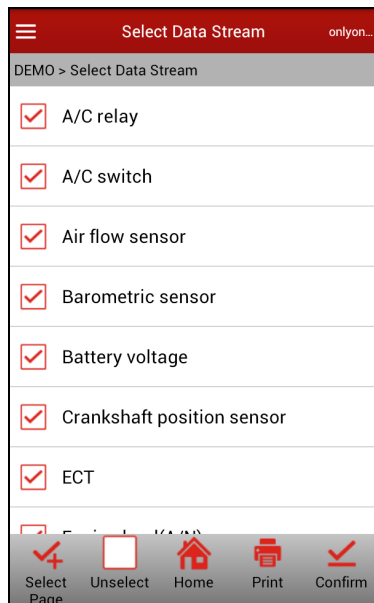 Select Data Stream
onlyon...
DEMO > Select Data Stream
A/C relay
A/C switch
Air flow sensor
Barometric sensor
Battery voltage
Crankshaft position sensor
ECT
Select Page
Unselect
Home
Print
Confirm